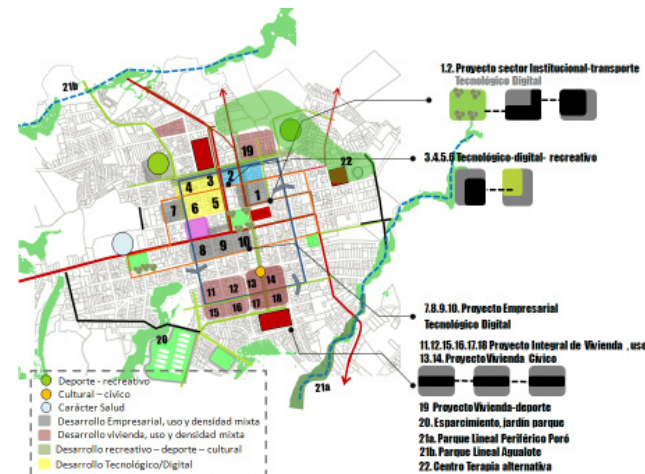 21b
1.2. Proyecto sector Institucional-transporte
Tecnológico Digital
19
22
3.4.5.6 Tecnológico-digital- recreativo
4 3 2
1
7 6 5
8 9 10
11 12 13 14
15 16 17 18
20
21a
7.8.9.10. Proyecto Empresarial
Tecnológico Digital
11.12.15.16.17.18 Proyecto Integral de Vivienda , uso
13.14. Proyecto Vivienda Cívico
19 Proyecto Vivienda-deporte
20. Esparcimiento, jardín parque
21a. Parque Lineal Periférico Poró
21b. Parque Lineal Agualote
22. Centro Terapia alternativa
Deporte - recreativo
Cultural – cívico
Carácter Salud
Desarrollo Empresarial, uso y densidad mixta
Desarrollo vivienda, uso y densidad mixta
Desarrollo recreativo – deporte – cultural
Desarrollo Tecnológico/Digital